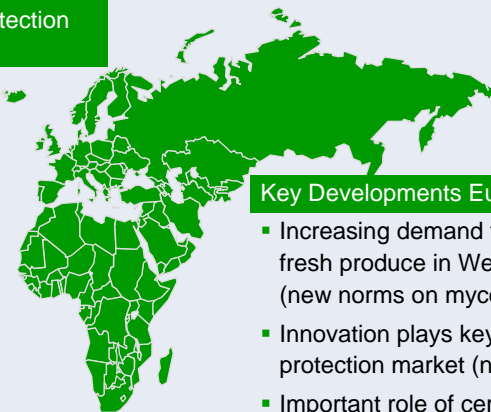 tection
Key Developments Eu
▪ Increasing demand
fresh produce in We
(new norms on myco
▪ Innovation plays key
protection market (n
▪ Important role of cer